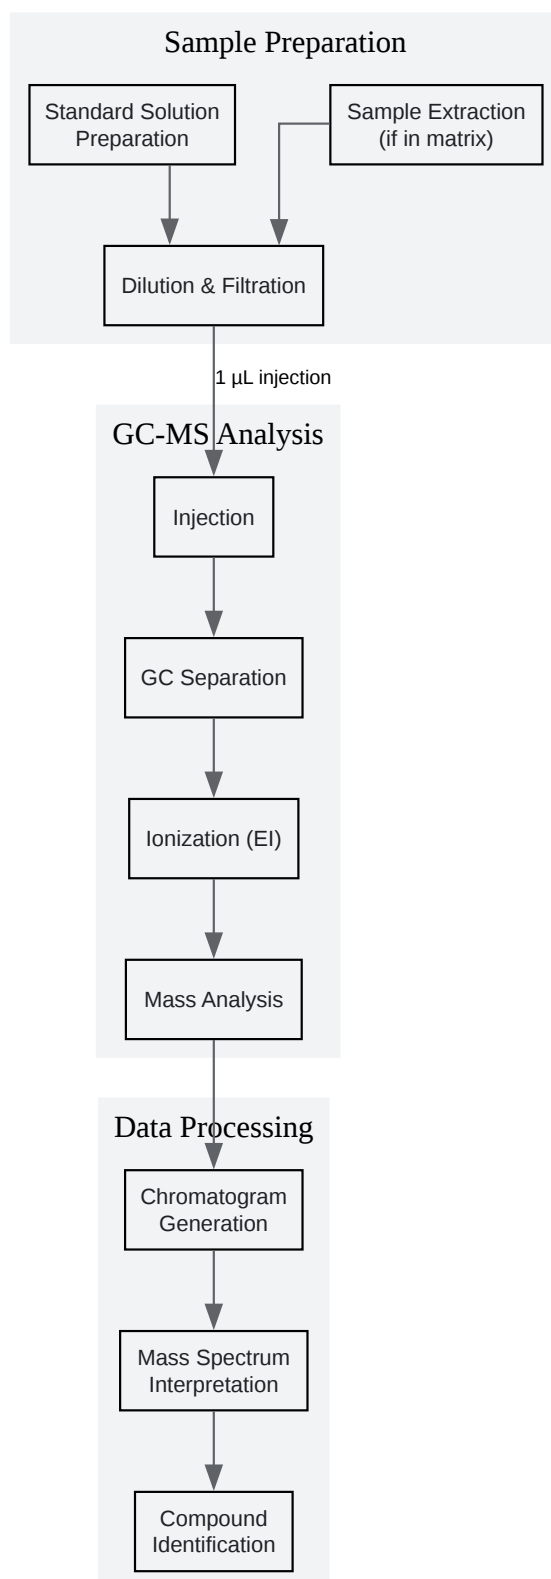 Sample Preparation
Standard Solution
Preparation
Sample Extraction
(if in matrix)
Dilution & Filtration
1 µL injection
GC-MS Analysis
Injection
GC Separation
Ionization (EI)
Mass Analysis
Data Processing
Chromatogram
Generation
Mass Spectrum
Interpretation
Compound
Identification